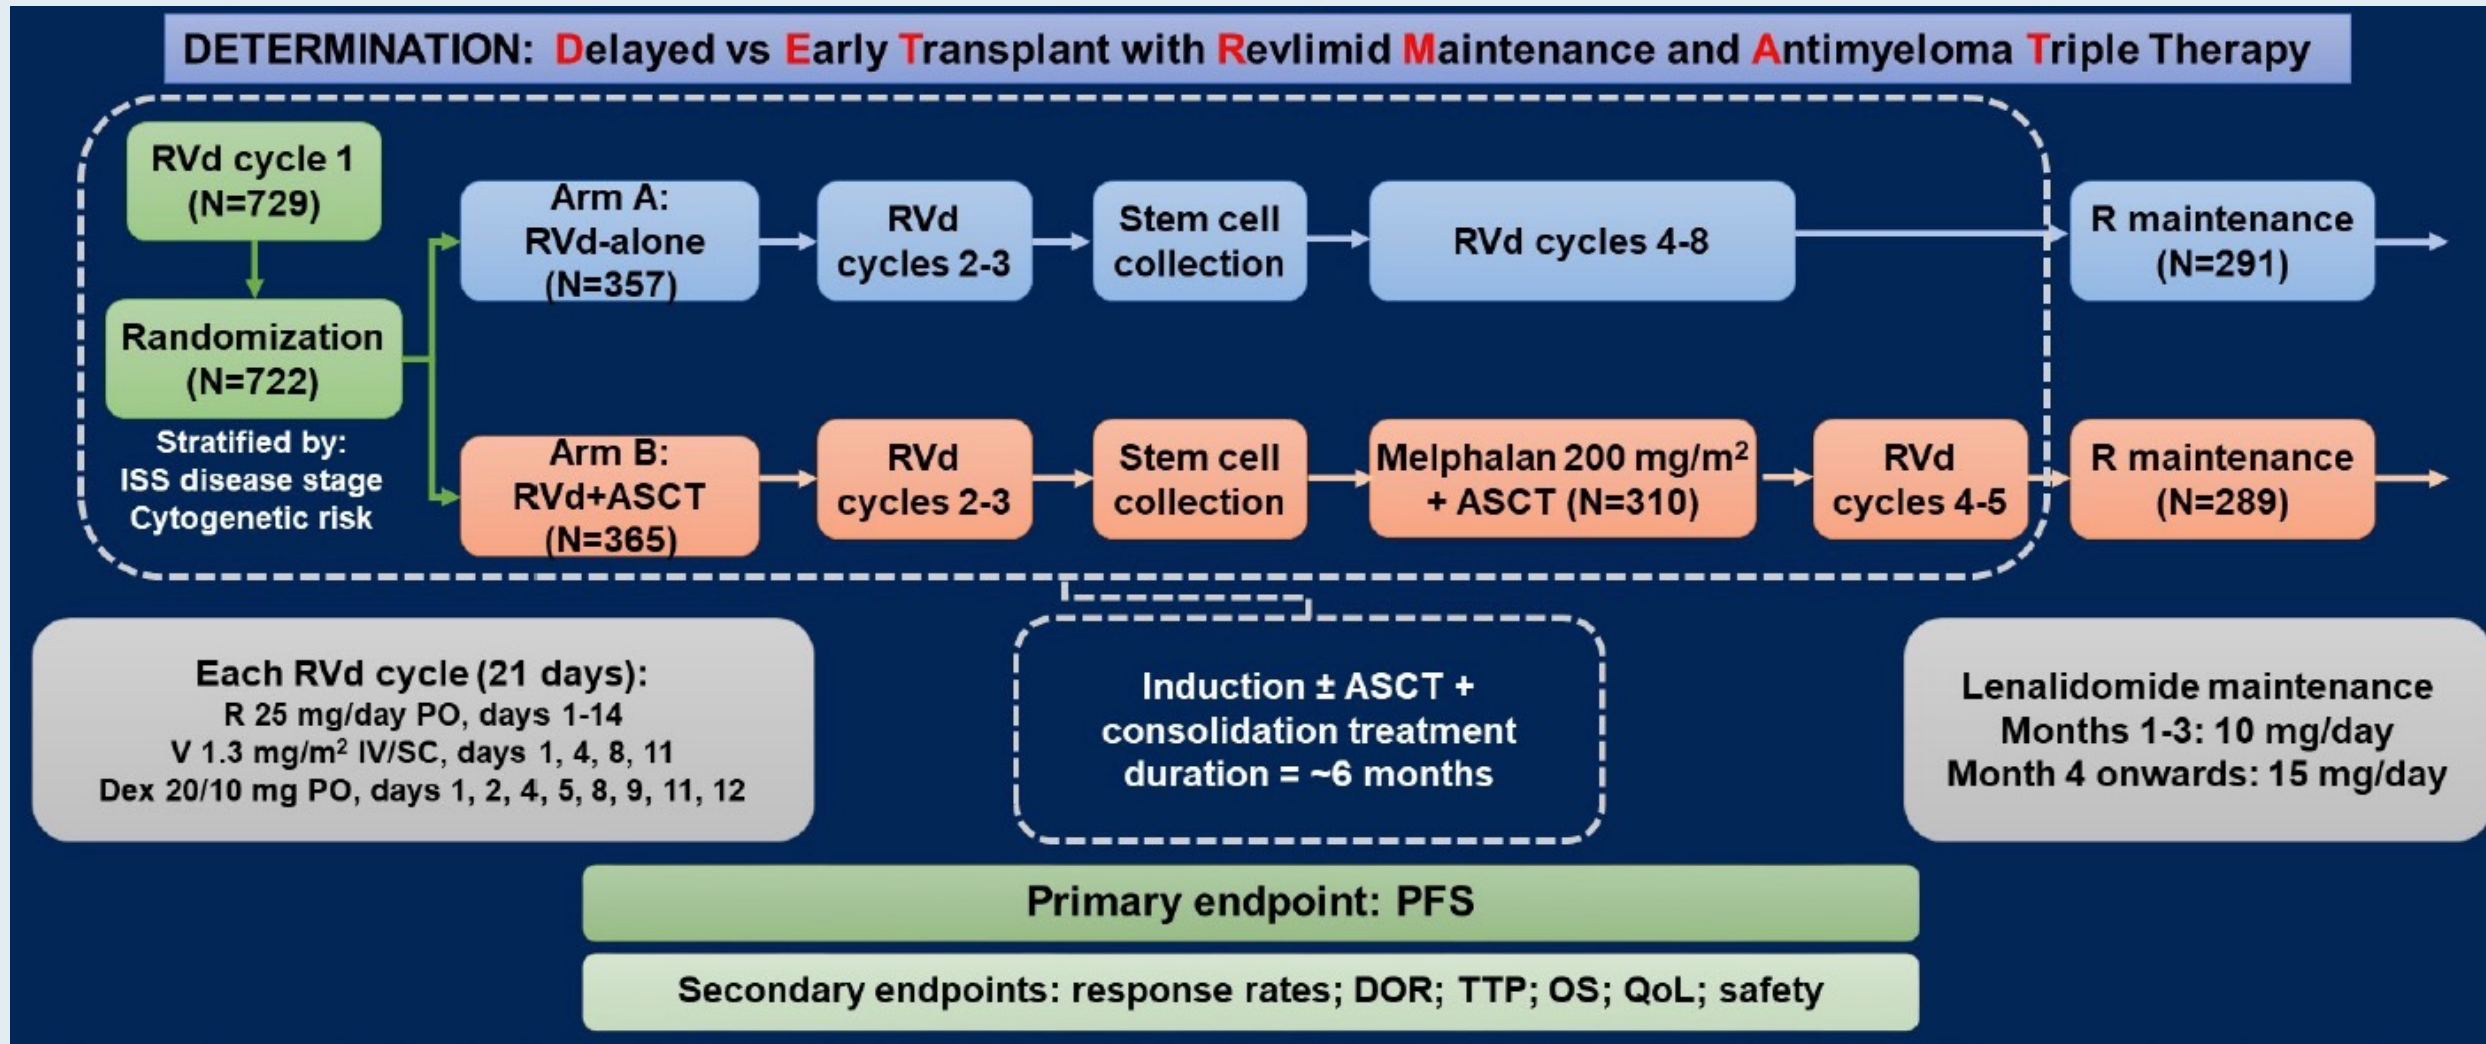 DETERMINATION: Delayed vs Early Transplant with Revlimid Maintenance and Antimyeloma Triple Therapy
RVd cycle 1
(N=729)
Randomization
(N=722)
Stratified by:
ISS disease stage
Cytogenetic risk
Arm A:
RVd-alone
(N=357)
RVd
cycles 2-3
Stem cell
collection
RVd cycles 4-8
R maintenance
(N=291)
Arm B:
RVd+ASCT
(N=365)
RVd
cycles 2-3
Stem cell
collection
Melphalan 200 mg/m²
+ ASCT (N=310)
RVd
cycles 4-5
R maintenance
(N=289)
Each RVd cycle (21 days):
R 25 mg/day PO, days 1-14
V 1.3 mg/m² IV/SC, days 1, 4, 8, 11
Dex 20/10 mg PO, days 1, 2, 4, 5, 8, 9, 11, 12
Induction ± ASCT +
consolidation treatment
duration = ~6 months
Lenalidomide maintenance
Months 1-3: 10 mg/day
Month 4 onwards: 15 mg/day
Primary endpoint: PFS
Secondary endpoints: response rates; DOR; TTP; OS; QoL; safety